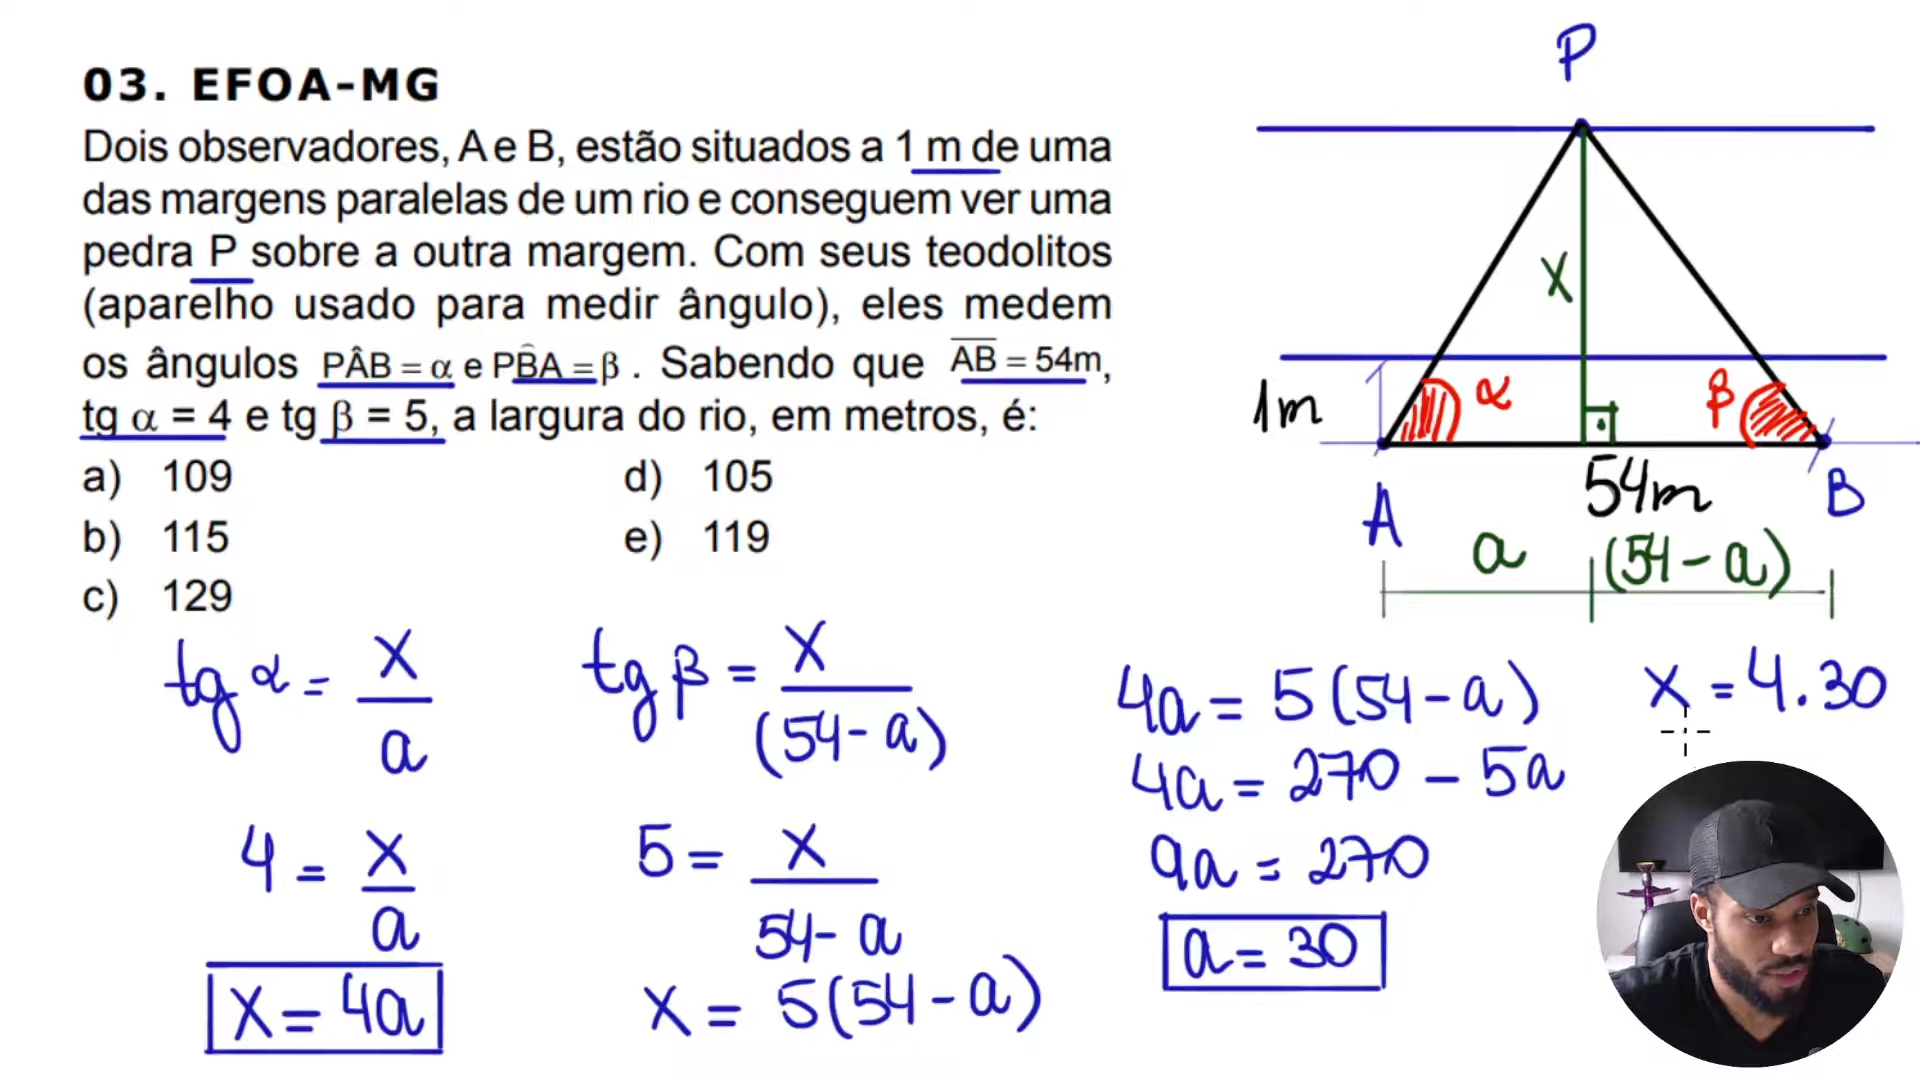 03. EFOA-MG
Dois observadores, A e B, estão situados a 1 m de uma
das margens paralelas de um rio e conseguem ver uma
pedra P sobre a outra margem. Com seus teodolitos
(aparelho usado para medir ângulo), eles medem
os ângulos PÂB = α e PB̂A = β . Sabendo que A̅B̅ = 54m,
tg α = 4 e tg β = 5, a largura do rio, em metros, é:
a) 109
b) 115
c) 129
d) 105
e) 119
P
X
1m
α
β
54m
A
B
a
(54 - a)
tg α = x/a
4 = x/a
x = 4a
tg β = x/(54 - a)
5 = x/54 - a
x = 5(54 - a)
4a = 5(54 - a)
4a = 270 - 5a
9a = 270
a = 30
x = 4.30